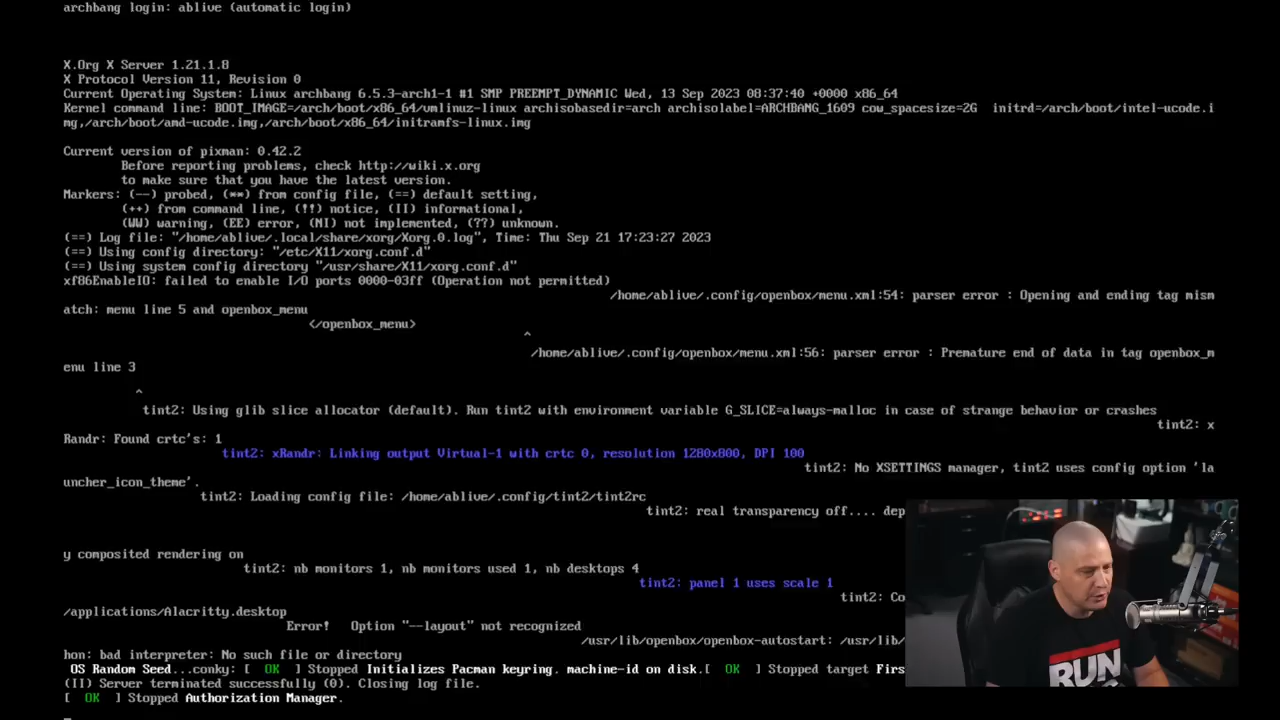 archbang login: ablive (automatic login)
X.Org X Server 1.21.1.8
X Protocol Version 11, Revision 0
Current Operating System: Linux archbang 6.5.3-arch1-1 #1 SMP PREEMPT_DYNAMIC Wed, 13 Sep 2023 08:37:40 +0000 x86_64
Kernel command line: BOOT_IMAGE=/arch/boot/x86_64/vmlinuz-linux archisobasedir=arch archisolabel=ARCHBANG_1609 cow_spacesize=2G  initrd=/arch/boot/intel-ucode.i
mg,/arch/boot/amd-ucode.img,/arch/boot/x86_64/initramfs-linux.img
Current version of pixman: 0.42.2
Before reporting problems, check http://wiki.x.org
to make sure that you have the latest version.
Markers: (--) probed, (**) from config file, (==) default setting,
(++) from command line, (!!) notice, (II) informational,
(WW) warning, (EE) error, (NI) not implemented, (??) unknown.
(==) Log file: "/home/ablive/.local/share/xorg/Xorg.0.log", Time: Thu Sep 21 17:23:27 2023
(==) Using config directory: "/etc/X11/xorg.conf.d"
(==) Using system config directory "/usr/share/X11/xorg.conf.d"
xf86EnableIO: failed to enable I/O ports 0000-03ff (Operation not permitted)
/home/ablive/.config/openbox/menu.xml:54: parser error : Opening and ending tag mism
atch: menu line 5 and openbox_menu
</openbox_menu>
^
/home/ablive/.config/openbox/menu.xml:56: parser error : Premature end of data in tag openbox_m
enu line 3
^
tint2: Using glib slice allocator (default). Run tint2 with environment variable G_SLICE=always-malloc in case of strange behavior or crashes
tint2: x
Randr: Found crtc's: 1
tint2: xRandr: Linking output Virtual-1 with crtc 0, resolution 1280x800, DPI 100
tint2: No XSETTINGS manager, tint2 uses config option 'la
uncher_icon_theme'.
tint2: Loading config file: /home/ablive/.config/tint2/tint2rc
tint2: real transparency off.... dep
y composited rendering on
tint2: nb monitors 1, nb monitors used 1, nb desktops 4
tint2: panel 1 uses scale 1
tint2: Co
/applications/Alacritty.desktop
Error!   Option "--layout" not recognized
/usr/lib/openbox/openbox-autostart: /usr/lib/
hon: bad interpreter: No such file or directory
OS Random Seed...conky: [  OK  ] Stopped Initializes Pacman keyring. machine-id on disk.[  OK  ] Stopped target Firs
(II) Server terminated successfully (0). Closing log file.
[  OK  ] Stopped Authorization Manager.
RUN